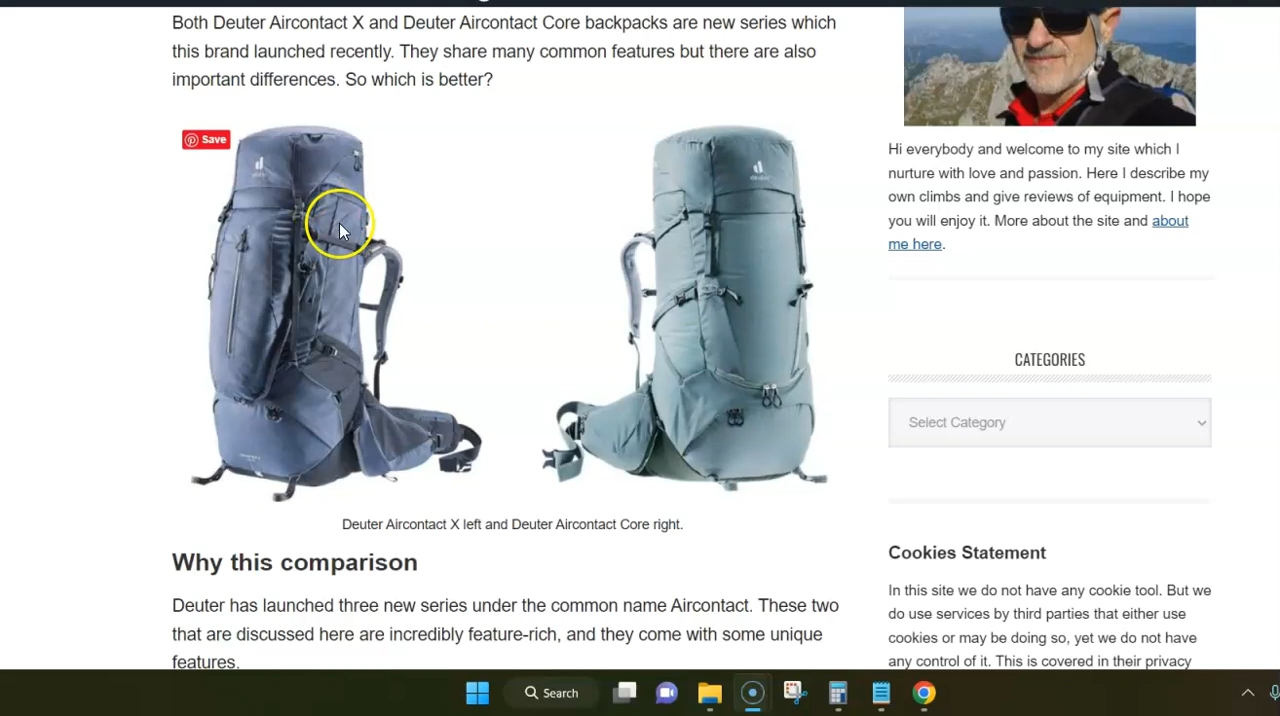 Both Deuter Aircontact X and Deuter Aircontact Core backpacks are new series which
this brand launched recently. They share many common features but there are also
important differences. So which is better?
Save
deuter
Deuter Aircontact X left and Deuter Aircontact Core right.
Why this comparison
Deuter has launched three new series under the common name Aircontact. These two
that are discussed here are incredibly feature-rich, and they come with some unique
features.
Hi everybody and welcome to my site which I
nurture with love and passion. Here I describe my
own climbs and give reviews of equipment. I hope
you will enjoy it. More about the site and about
me here.
CATEGORIES
Select Category
Cookies Statement
In this site we do not have any cookie tool. But we
do use services by third parties that either use
cookies or may be doing so, yet we do not have
any control of it. This is covered in their privacy
Search